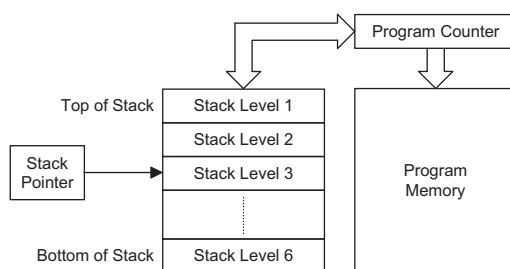 Program Counter
Top of Stack
Stack Level 1
Stack Level 2
Stack Pointer
Stack Level 3
Program
Memory
Bottom of Stack
Stack Level 6